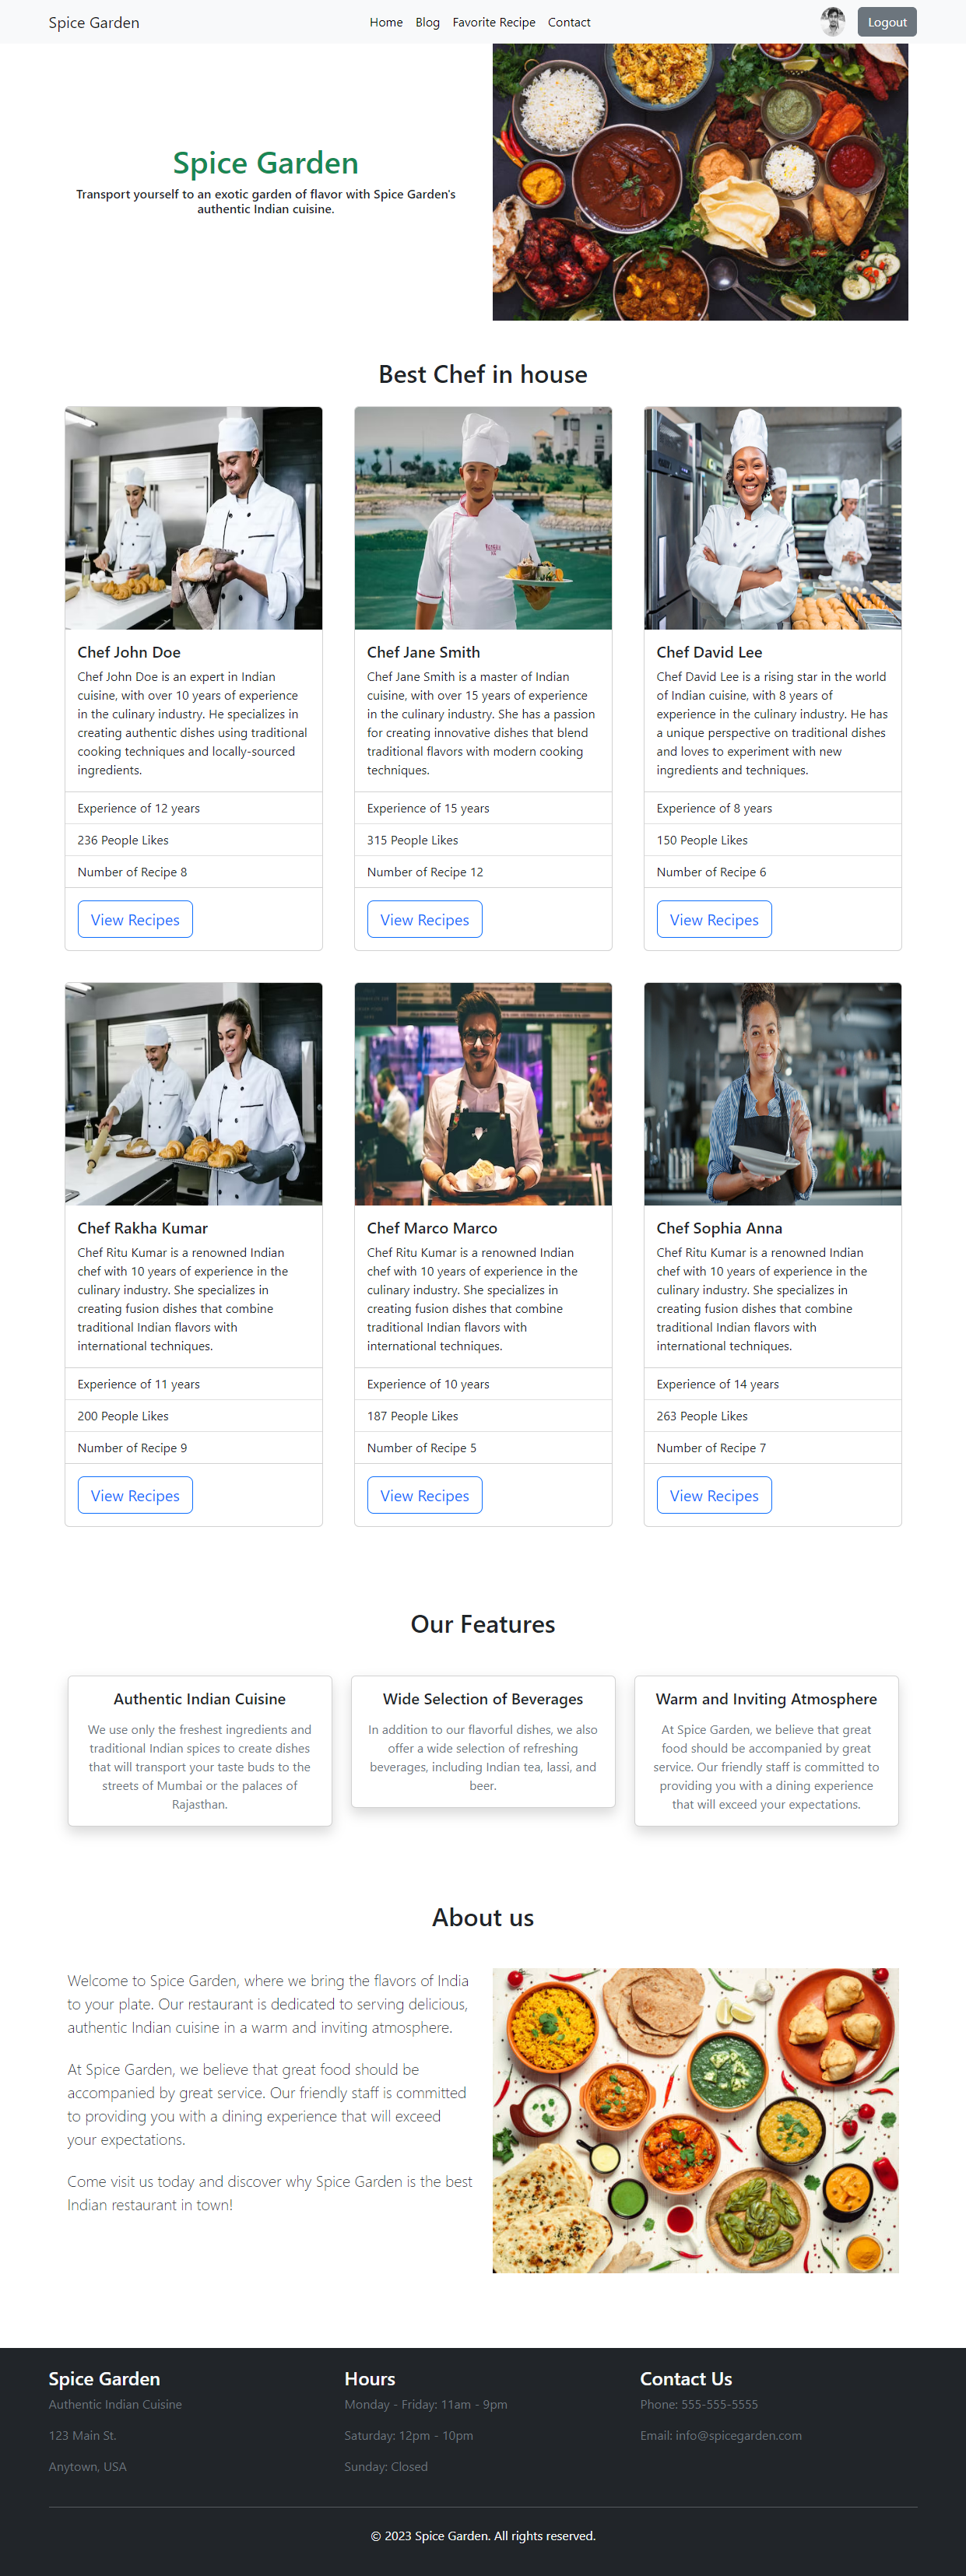 Spice Garden
Home Blog Favorite Recipe Contact
Logout
Spice Garden
Transport yourself to an exotic garden of flavor with Spice Garden's
authentic Indian cuisine.
Best Chef in house
Chef John Doe
Chef John Doe is an expert in Indian
cuisine, with over 10 years of experience
in the culinary industry. He specializes in
creating authentic dishes using traditional
cooking techniques and locally-sourced
ingredients.
Experience of 12 years
236 People Likes
Number of Recipe 8
View Recipes
Chef Jane Smith
Chef Jane Smith is a master of Indian
cuisine, with over 15 years of experience
in the culinary industry. She has a passion
for creating innovative dishes that blend
traditional flavors with modern cooking
techniques.
Experience of 15 years
315 People Likes
Number of Recipe 12
View Recipes
Chef David Lee
Chef David Lee is a rising star in the world
of Indian cuisine, with 8 years of
experience in the culinary industry. He has
a unique perspective on traditional dishes
and loves to experiment with new
ingredients and techniques.
Experience of 8 years
150 People Likes
Number of Recipe 6
View Recipes
Chef Rakha Kumar
Chef Ritu Kumar is a renowned Indian
chef with 10 years of experience in the
culinary industry. She specializes in
creating fusion dishes that combine
traditional Indian flavors with
international techniques.
Experience of 11 years
200 People Likes
Number of Recipe 9
View Recipes
Chef Marco Marco
Chef Ritu Kumar is a renowned Indian
chef with 10 years of experience in the
culinary industry. She specializes in
creating fusion dishes that combine
traditional Indian flavors with
international techniques.
Experience of 10 years
187 People Likes
Number of Recipe 5
View Recipes
Chef Sophia Anna
Chef Ritu Kumar is a renowned Indian
chef with 10 years of experience in the
culinary industry. She specializes in
creating fusion dishes that combine
traditional Indian flavors with
international techniques.
Experience of 14 years
263 People Likes
Number of Recipe 7
View Recipes
Our Features
Authentic Indian Cuisine
We use only the freshest ingredients and
traditional Indian spices to create dishes
that will transport your taste buds to the
streets of Mumbai or the palaces of
Rajasthan.
Wide Selection of Beverages
In addition to our flavorful dishes, we also
offer a wide selection of refreshing
beverages, including Indian tea, lassi, and
beer.
Warm and Inviting Atmosphere
At Spice Garden, we believe that great
food should be accompanied by great
service. Our friendly staff is committed to
providing you with a dining experience
that will exceed your expectations.
About us
Welcome to Spice Garden, where we bring the flavors of India
to your plate. Our restaurant is dedicated to serving delicious,
authentic Indian cuisine in a warm and inviting atmosphere.
At Spice Garden, we believe that great food should be
accompanied by great service. Our friendly staff is committed
to providing you with a dining experience that will exceed
your expectations.
Come visit us today and discover why Spice Garden is the best
Indian restaurant in town!
Spice Garden
Authentic Indian Cuisine
123 Main St.
Anytown, USA
Hours
Monday - Friday: 11am - 9pm
Saturday: 12pm - 10pm
Sunday: Closed
Contact Us
Phone: 555-555-5555
Email: info@spicegarden.com
© 2023 Spice Garden. All rights reserved.